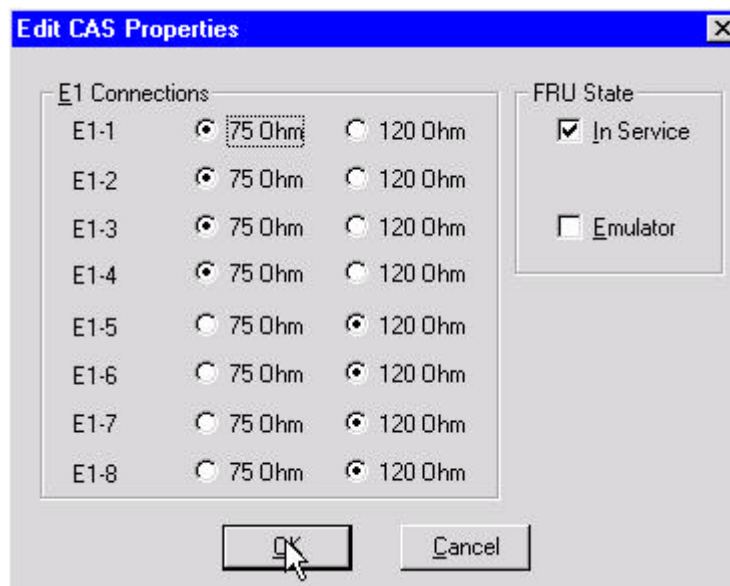 Edit CAS Properties
E1 Connections
E1-1 75 Ohm 120 Ohm
E1-2 75 Ohm 120 Ohm
E1-3 75 Ohm 120 Ohm
E1-4 75 Ohm 120 Ohm
E1-5 75 Ohm 120 Ohm
E1-6 75 Ohm 120 Ohm
E1-7 75 Ohm 120 Ohm
E1-8 75 Ohm 120 Ohm
FRU State
In Service
Emulator
OK
Cancel